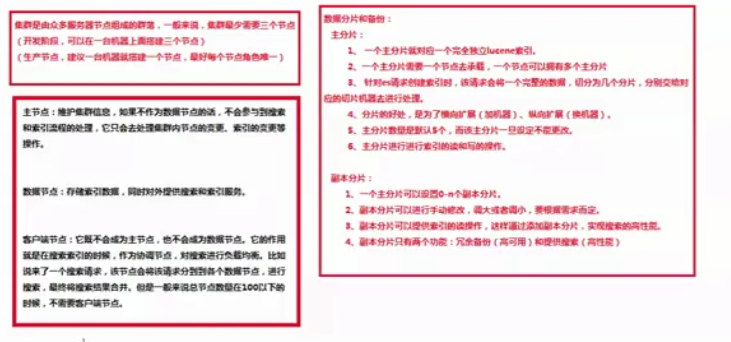 集群是由众多服务器节点组成的群落，一般来说，集群最少需要三个节点
（开发阶段，可以在一台机器上面搭建三个节点）
（生产节点，建议一台机器就搭建一个节点，最好每个节点角色唯一）
主节点：维护集群信息，如果不作为数据节点的话，不会参与到搜索
和索引流程的处理，它只会去处理集群内节点的变更、索引的变更等
操作。
数据节点：存储索引数据，同时对外提供搜索和索引服务。
客户端节点：它既不会成为主节点，也不会成为数据节点。它的作用
就是在搜索索引的时候，作为协调节点，对搜索进行负载均衡。比如
说来了一个搜索请求，该节点会将该请求分到到各个数据节点，进行
搜索，最终将搜索结果合并。但是一般来说总节点数量在100以下的
时候，不需要客户端节点。
数据分片和备份：
主分片：
1、 一个主分片就对应一个完全独立lucene索引。
2、一个主分片需要一个节点去承载，一个节点可以拥有多个主分片
3、 针对es请求创建索引时，该请求会将一个完整的数据，切分为几个分片，分别交给对
应的切片机器去进行处理。
4、分片的好处，是为了横向扩展（加机器）、纵向扩展（换机器）。
5、主分片数量是默认5个，而该主分片一旦设定不能更改。
6、主分片进行进行索引的读和写的操作。
副本分片：
1、一个主分片可以设置0-n个副本分片。
2、副本分片可以进行手动修改，调大或者调小，要根据需求而定。
3、副本分片可以提供索引的读操作，这样通过添加副本分片，实现搜索的高性能。
4、副本分片只有两个功能：冗余备份（高可用）和提供搜索（高性能）